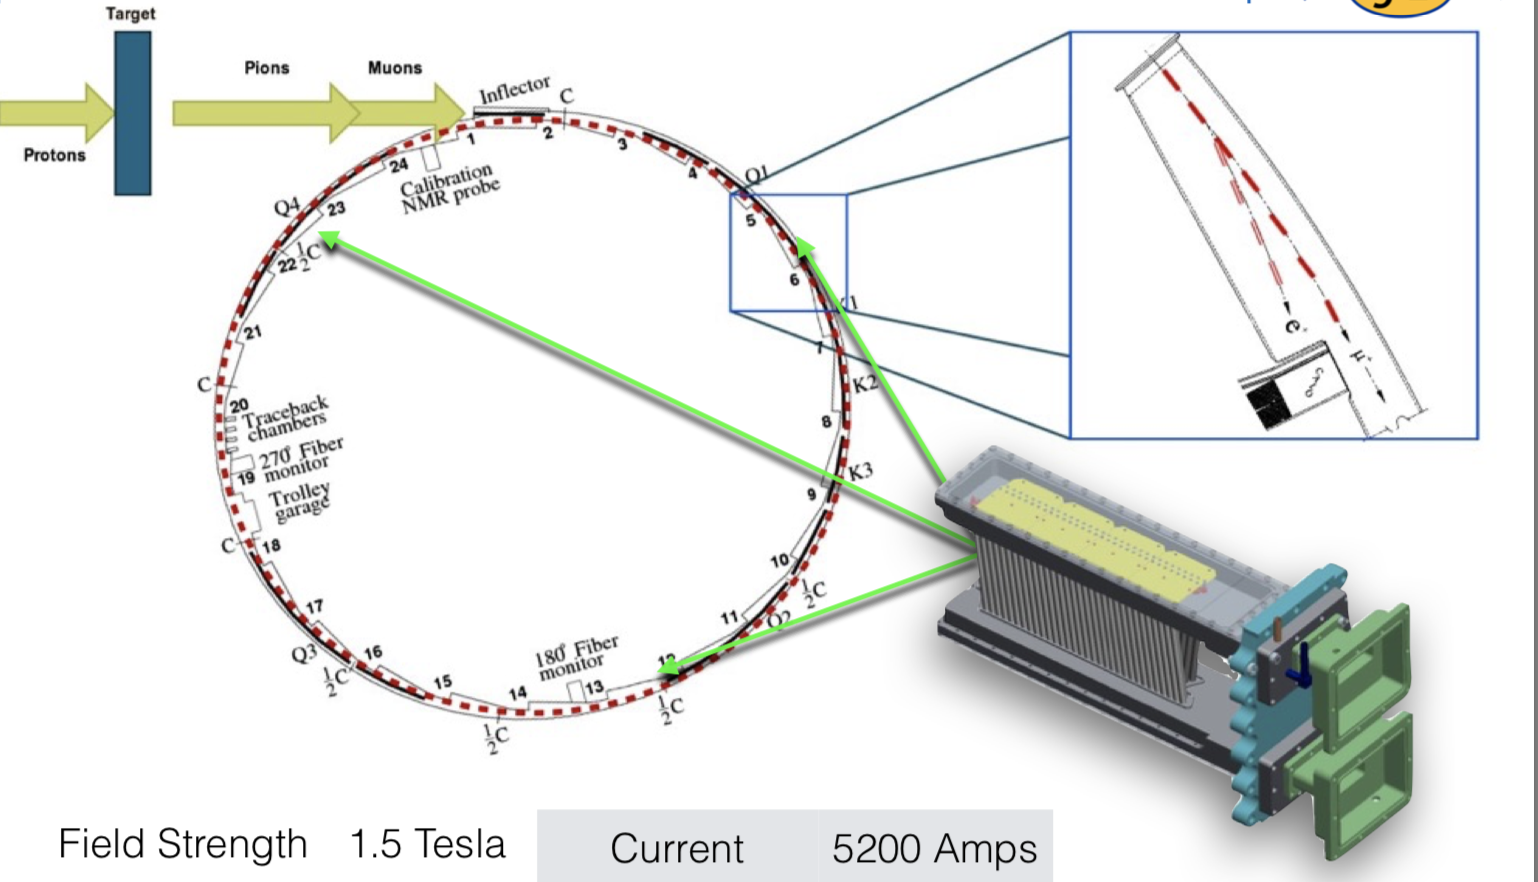 Target
Protons
Pions
Muons
Inflector
C
1
2
3
4
Q1
5
6
K1
7
K2
8
K3
9
10
½C
11
Q2
12
½C
13
180° Fiber
monitor
14
½C
15
16
½C
Q3
17
18
C
Trolley
garage
19
270° Fiber
monitor
Traceback
chambers
20
C
21
22
½C
Q4
23
24
Calibration
NMR probe
e⁺
μ⁺
Field Strength 1.5 Tesla
Current 5200 Amps